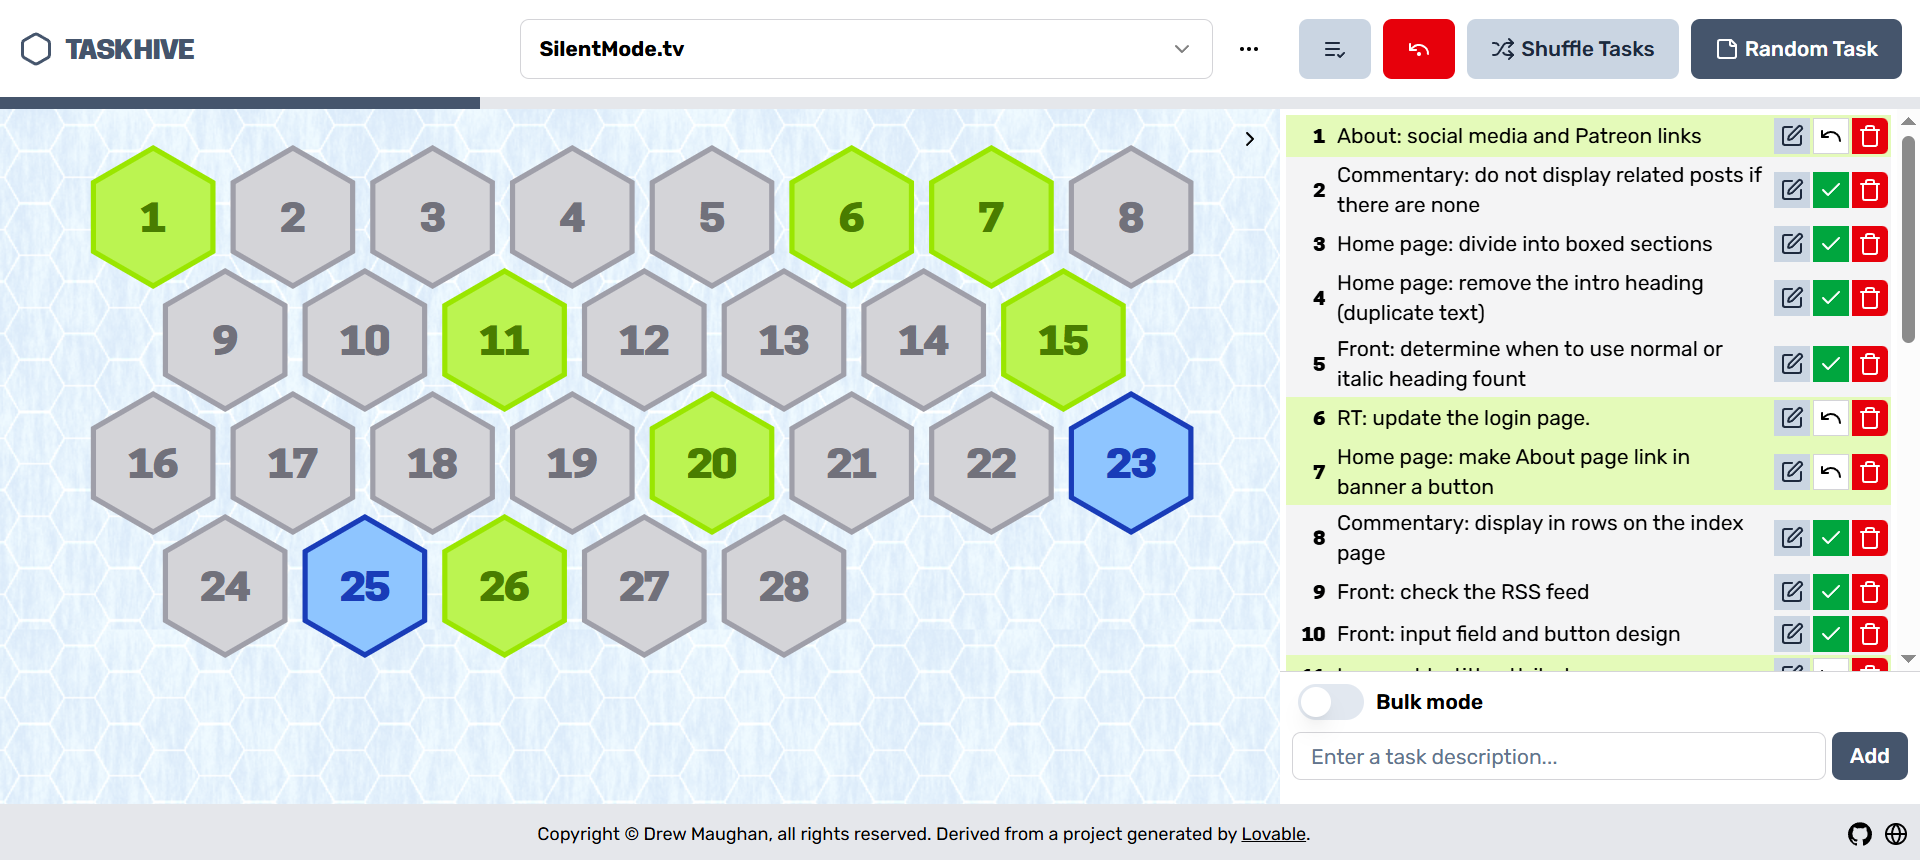 TASKHIVE
SilentMode.tv
Shuffle Tasks
Random Task
1 2 3 4 5 6 7 8
9 10 11 12 13 14 15
16 17 18 19 20 21 22 23
24 25 26 27 28
1 About: social media and Patreon links
2 Commentary: do not display related posts if
there are none
3 Home page: divide into boxed sections
4 Home page: remove the intro heading
(duplicate text)
5 Front: determine when to use normal or
italic heading fount
6 RT: update the login page.
7 Home page: make About page link in
banner a button
8 Commentary: display in rows on the index
page
9 Front: check the RSS feed
10 Front: input field and button design
Bulk mode
Enter a task description...
Add
Copyright © Drew Maughan, all rights reserved. Derived from a project generated by Lovable.